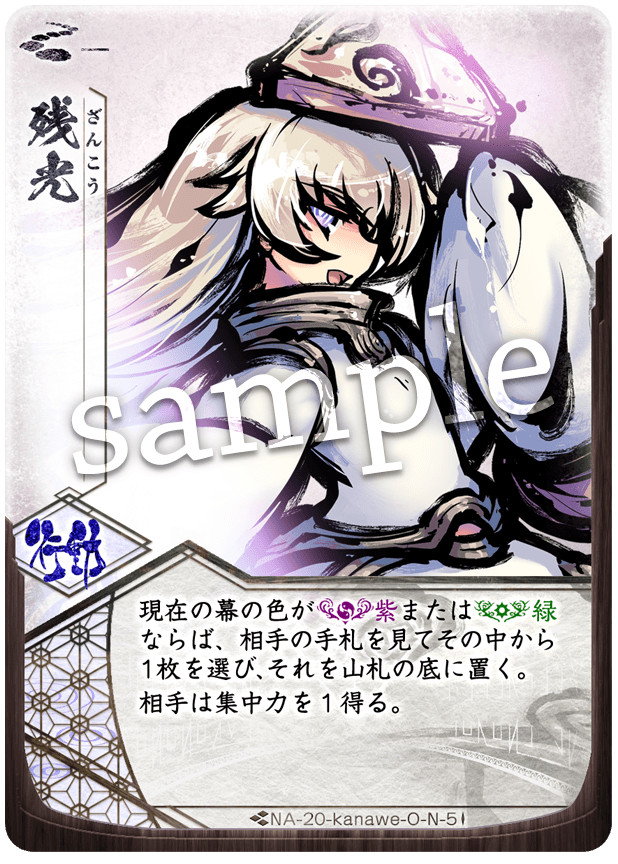 残光
ざんこう
sample
行動
現在の幕の色が紫または緑
ならば、相手の手札を見てその中から
1枚を選び、それを山札の底に置く。
相手は集中力を1得る。
NA-20-kanawe-O-N-5